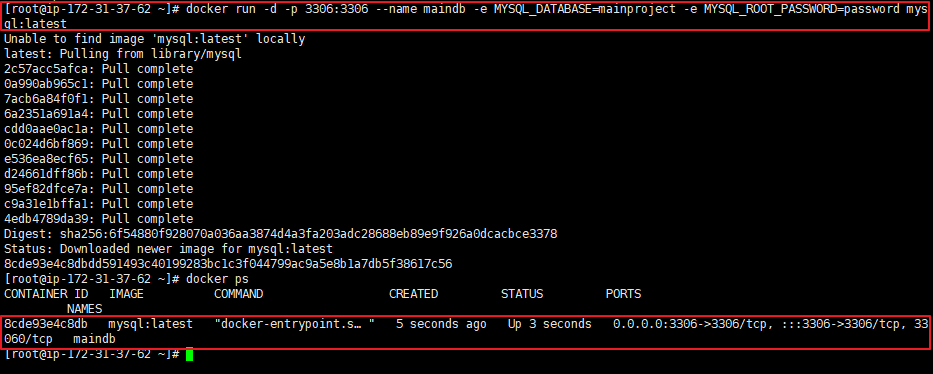 [root@ip-172-31-37-62 ~]# docker run -d -p 3306:3306 --name maindb -e MYSQL_DATABASE=mainproject -e MYSQL_ROOT_PASSWORD=password mys
ql:latest
Unable to find image 'mysql:latest' locally
latest: Pulling from library/mysql
2c57acc5afca: Pull complete
0a990ab965c1: Pull complete
7acb6a84f0f1: Pull complete
6a2351a691a4: Pull complete
cdd0aae0ac1a: Pull complete
0c024d6bf869: Pull complete
e536ea8ecf65: Pull complete
d24661dff86b: Pull complete
95ef82dfce7a: Pull complete
c9a31e1bffa1: Pull complete
4edb4789da39: Pull complete
Digest: sha256:6f54880f928070a036aa3874d4a3fa203adc28688eb89e9f926a0dcacbce3378
Status: Downloaded newer image for mysql:latest
8cde93e4c8dbdd591493c40199283bc1c3f044799ac9a5e8b1a7db5f38617c56
[root@ip-172-31-37-62 ~]# docker ps
CONTAINER ID   IMAGE          COMMAND                  CREATED         STATUS         PORTS
         NAMES
8cde93e4c8db   mysql:latest   "docker-entrypoint.s… "   5 seconds ago   Up 3 seconds   0.0.0.0:3306->3306/tcp, :::3306->3306/tcp, 33
060/tcp   maindb
[root@ip-172-31-37-62 ~]#